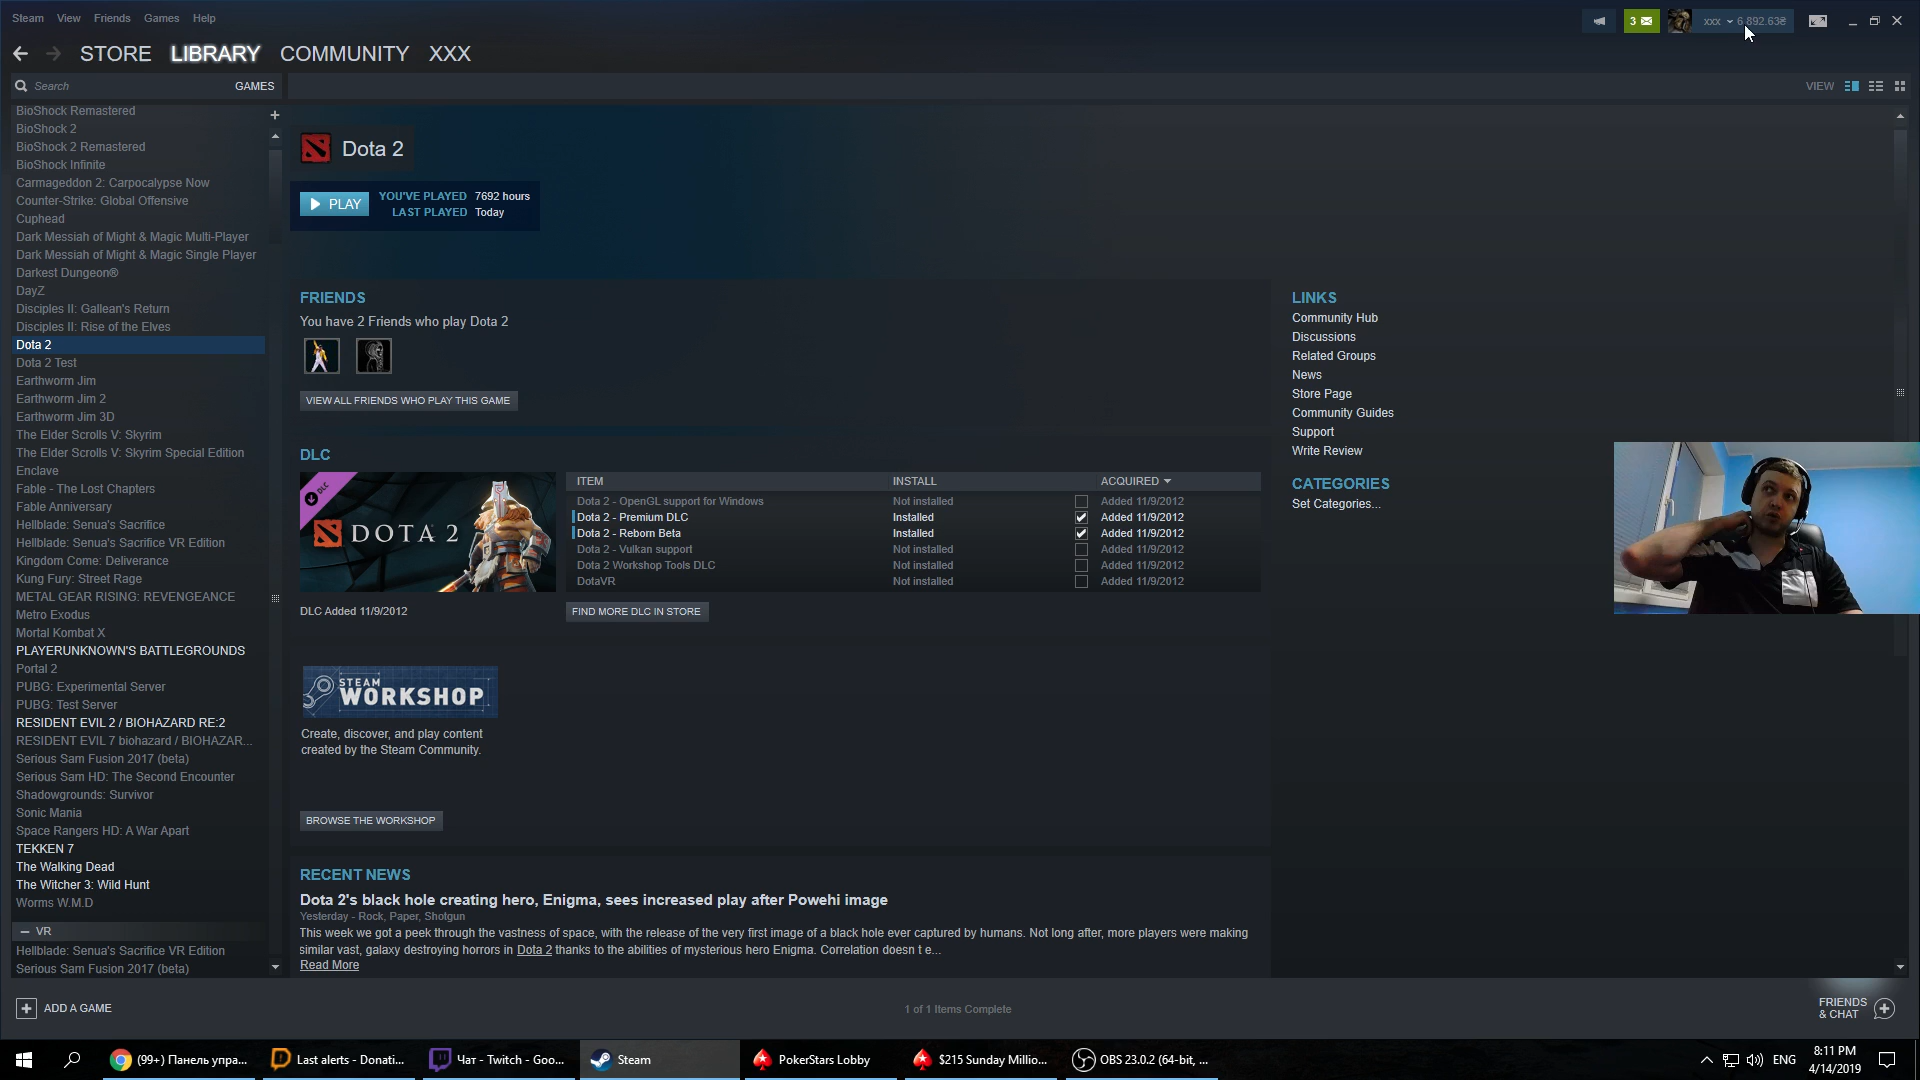 Steam View Friends Games Help
3 xxx 6 892.63₴
STORE LIBRARY COMMUNITY XXX
Search GAMES VIEW
BioShock Remastered
BioShock 2
BioShock 2 Remastered
BioShock Infinite
Carmageddon 2: Carpocalypse Now
Counter-Strike: Global Offensive
Cuphead
Dark Messiah of Might & Magic Multi-Player
Dark Messiah of Might & Magic Single Player
Darkest Dungeon®
DayZ
Disciples II: Gallean's Return
Disciples II: Rise of the Elves
Dota 2
Dota 2 Test
Earthworm Jim
Earthworm Jim 2
Earthworm Jim 3D
The Elder Scrolls V: Skyrim
The Elder Scrolls V: Skyrim Special Edition
Enclave
Fable - The Lost Chapters
Fable Anniversary
Hellblade: Senua's Sacrifice
Hellblade: Senua's Sacrifice VR Edition
Kingdom Come: Deliverance
Kung Fury: Street Rage
METAL GEAR RISING: REVENGEANCE
Metro Exodus
Mortal Kombat X
PLAYERUNKNOWN'S BATTLEGROUNDS
Portal 2
PUBG: Experimental Server
PUBG: Test Server
RESIDENT EVIL 2 / BIOHAZARD RE:2
RESIDENT EVIL 7 biohazard / BIOHAZAR...
Serious Sam Fusion 2017 (beta)
Serious Sam HD: The Second Encounter
Shadowgrounds: Survivor
Sonic Mania
Space Rangers HD: A War Apart
TEKKEN 7
The Walking Dead
The Witcher 3: Wild Hunt
Worms W.M.D
VR
Hellblade: Senua's Sacrifice VR Edition
Serious Sam Fusion 2017 (beta)
Dota 2
PLAY YOU'VE PLAYED 7692 hours
LAST PLAYED Today
FRIENDS
You have 2 Friends who play Dota 2
VIEW ALL FRIENDS WHO PLAY THIS GAME
DLC
DLC
DOTA 2
DLC Added 11/9/2012
ITEM INSTALL ACQUIRED
Dota 2 - OpenGL support for Windows Not installed Added 11/9/2012
Dota 2 - Premium DLC Installed Added 11/9/2012
Dota 2 - Reborn Beta Installed Added 11/9/2012
Dota 2 - Vulkan support Not installed Added 11/9/2012
Dota 2 Workshop Tools DLC Not installed Added 11/9/2012
DotaVR Not installed Added 11/9/2012
FIND MORE DLC IN STORE
STEAM
WORKSHOP
Create, discover, and play content
created by the Steam Community.
BROWSE THE WORKSHOP
RECENT NEWS
Dota 2's black hole creating hero, Enigma, sees increased play after Powehi image
Yesterday - Rock, Paper, Shotgun
This week we got a peek through the vastness of space, with the release of the very first image of a black hole ever captured by humans. Not long after, more players were making
similar vast, galaxy destroying horrors in Dota 2 thanks to the abilities of mysterious hero Enigma. Correlation doesn t e...
Read More
LINKS
Community Hub
Discussions
Related Groups
News
Store Page
Community Guides
Support
Write Review
CATEGORIES
Set Categories...
ADD A GAME
1 of 1 Items Complete
FRIENDS
& CHAT
(99+) Панель упра...
Last alerts - Donati...
Чат - Twitch - Goo...
Steam
PokerStars Lobby
$215 Sunday Millio...
OBS 23.0.2 (64-bit, ...
ENG
8:11 PM
4/14/2019